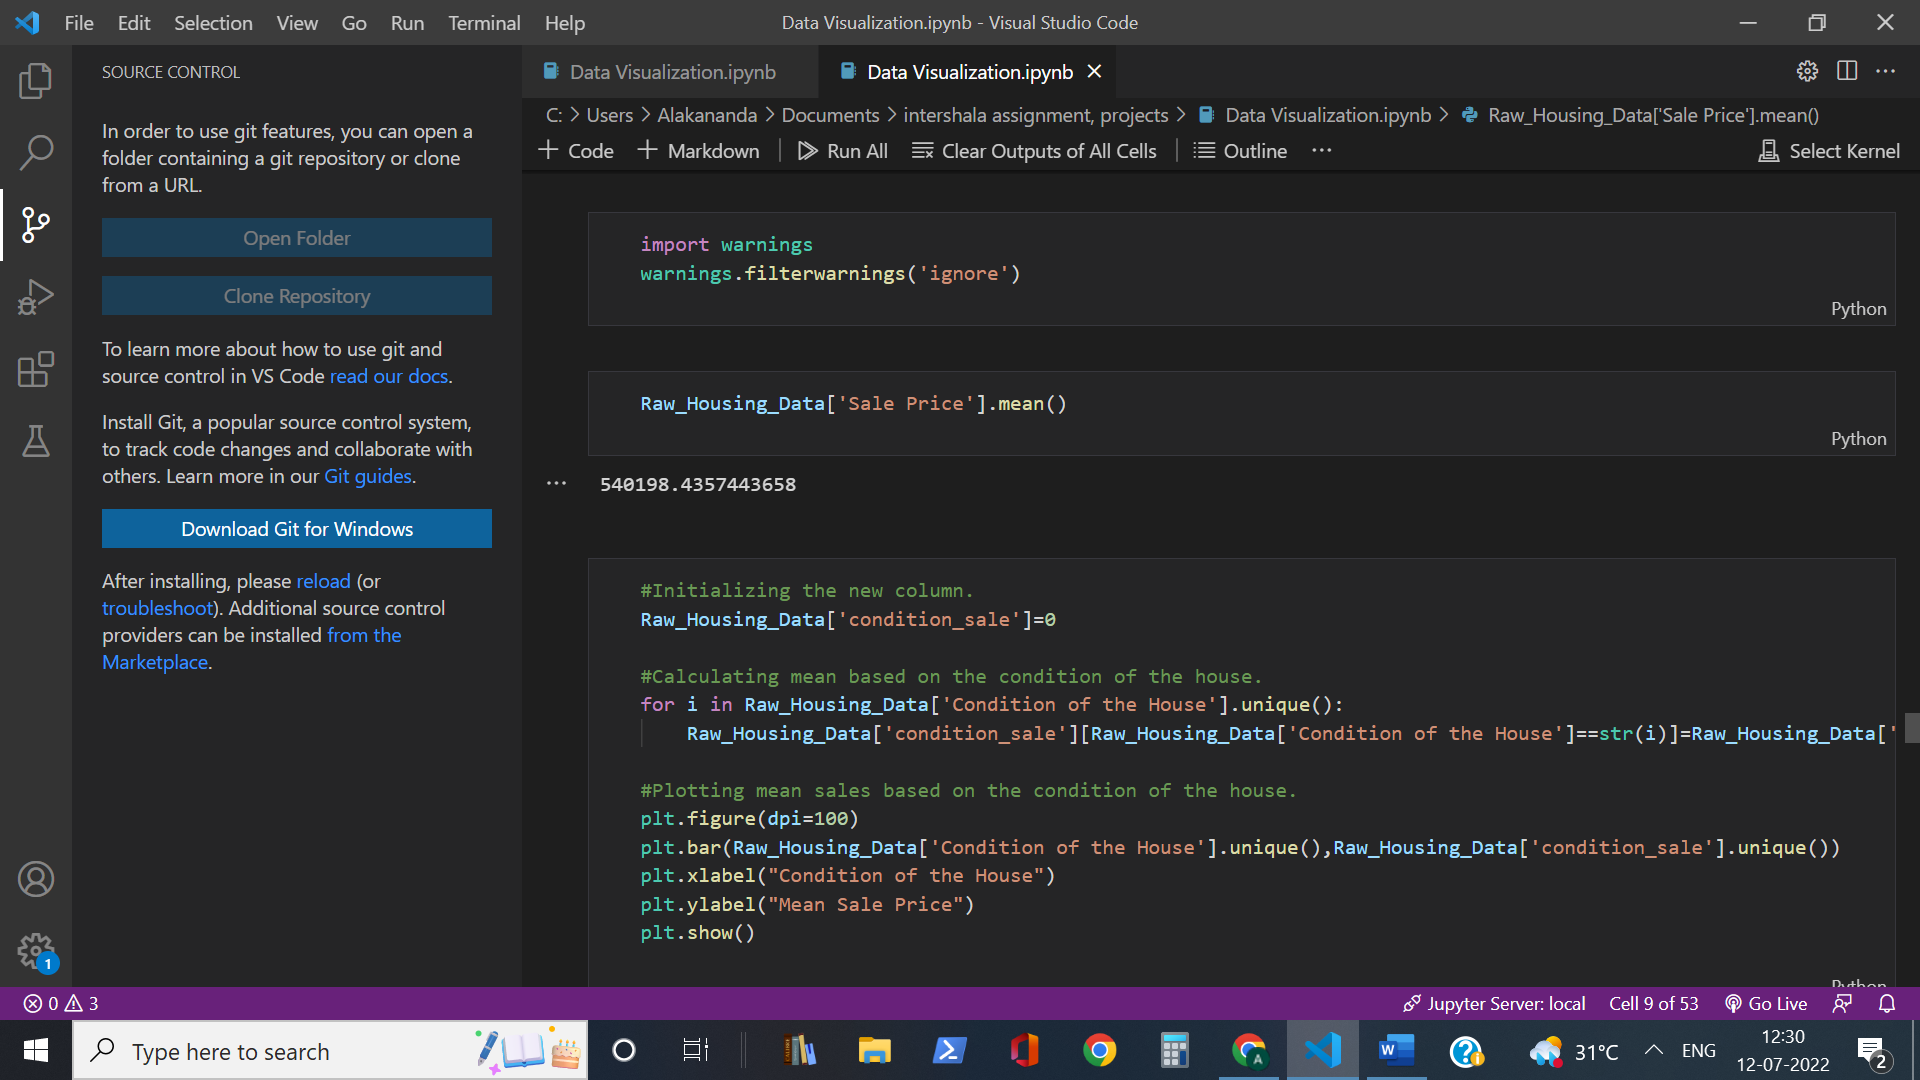 File Edit Selection View Go Run Terminal Help
Data Visualization.ipynb - Visual Studio Code
SOURCE CONTROL
In order to use git features, you can open a
folder containing a git repository or clone
from a URL.
Open Folder
Clone Repository
To learn more about how to use git and
source control in VS Code read our docs.
Install Git, a popular source control system,
to track code changes and collaborate with
others. Learn more in our Git guides.
Download Git for Windows
After installing, please reload (or
troubleshoot). Additional source control
providers can be installed from the
Marketplace.
1
Data Visualization.ipynb
Data Visualization.ipynb
C: > Users > Alakananda > Documents > intershala assignment, projects > Data Visualization.ipynb > Raw_Housing_Data['Sale Price'].mean()
+ Code + Markdown Run All Clear Outputs of All Cells Outline ··· Select Kernel
import warnings
warnings.filterwarnings('ignore')
Python
Raw_Housing_Data['Sale Price'].mean()
Python
··· 540198.4357443658
#Initializing the new column.
Raw_Housing_Data['condition_sale']=0
#Calculating mean based on the condition of the house.
for i in Raw_Housing_Data['Condition of the House'].unique():
Raw_Housing_Data['condition_sale'][Raw_Housing_Data['Condition of the House']==str(i)]=Raw_Housing_Data['
#Plotting mean sales based on the condition of the house.
plt.figure(dpi=100)
plt.bar(Raw_Housing_Data['Condition of the House'].unique(),Raw_Housing_Data['condition_sale'].unique())
plt.xlabel("Condition of the House")
plt.ylabel("Mean Sale Price")
plt.show()
Python
0 3
Jupyter Server: local Cell 9 of 53 Go Live
Type here to search
W
A
31°C ENG
12:30
12-07-2022
2